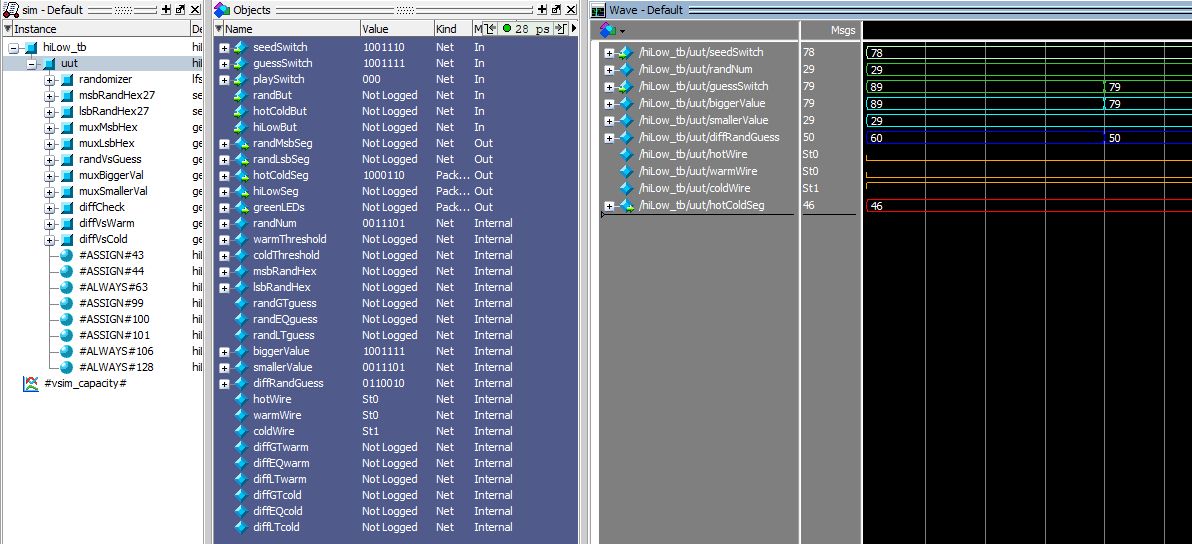 sim - Default
Instance De
hiLow_tb hil
uut hil
randomizer lfs
msbRandHex27 se
lsbRandHex27 se
muxMsbHex ge
muxLsbHex ge
randVsGuess ge
muxBiggerVal ge
muxSmallerVal ge
diffCheck ge
diffVsWarm ge
diffVsCold ge
#ASSIGN#43 hil
#ASSIGN#44 hil
#ALWAYS#63 hil
#ASSIGN#99 hil
#ASSIGN#100 hil
#ASSIGN#101 hil
#ALWAYS#106 hil
#ALWAYS#128 hil
#vsim_capacity#
Objects
Name Value Kind M 28 ps
seedSwitch 1001110 Net In
guessSwitch 1001111 Net In
playSwitch 000 Net In
randBut Not Logged Net In
hotColdBut Not Logged Net In
hiLowBut Not Logged Net In
randMsbSeg Not Logged Net Out
randLsbSeg Not Logged Net Out
hotColdSeg 1000110 Pack... Out
hiLowSeg Not Logged Pack... Out
greenLEDs Not Logged Pack... Out
randNum 0011101 Net Internal
warmThreshold Not Logged Net Internal
coldThreshold Not Logged Net Internal
msbRandHex Not Logged Net Internal
lsbRandHex Not Logged Net Internal
randGTguess Not Logged Net Internal
randEQguess Not Logged Net Internal
randLTguess Not Logged Net Internal
biggerValue 1001111 Net Internal
smallerValue 0011101 Net Internal
diffRandGuess 0110010 Net Internal
hotWire St0 Net Internal
warmWire St0 Net Internal
coldWire St1 Net Internal
diffGTwarm Not Logged Net Internal
diffEQwarm Not Logged Net Internal
diffLTwarm Not Logged Net Internal
diffGTcold Not Logged Net Internal
diffEQcold Not Logged Net Internal
diffLTcold Not Logged Net Internal
Wave - Default
Msgs
/hiLow_tb/uut/seedSwitch 78 78
/hiLow_tb/uut/randNum 29 29
/hiLow_tb/uut/guessSwitch 79 89 79
/hiLow_tb/uut/biggerValue 79 89 79
/hiLow_tb/uut/smallerValue 29 29
/hiLow_tb/uut/diffRandGuess 50 60 50
/hiLow_tb/uut/hotWire St0
/hiLow_tb/uut/warmWire St0
/hiLow_tb/uut/coldWire St1
/hiLow_tb/uut/hotColdSeg 46 46